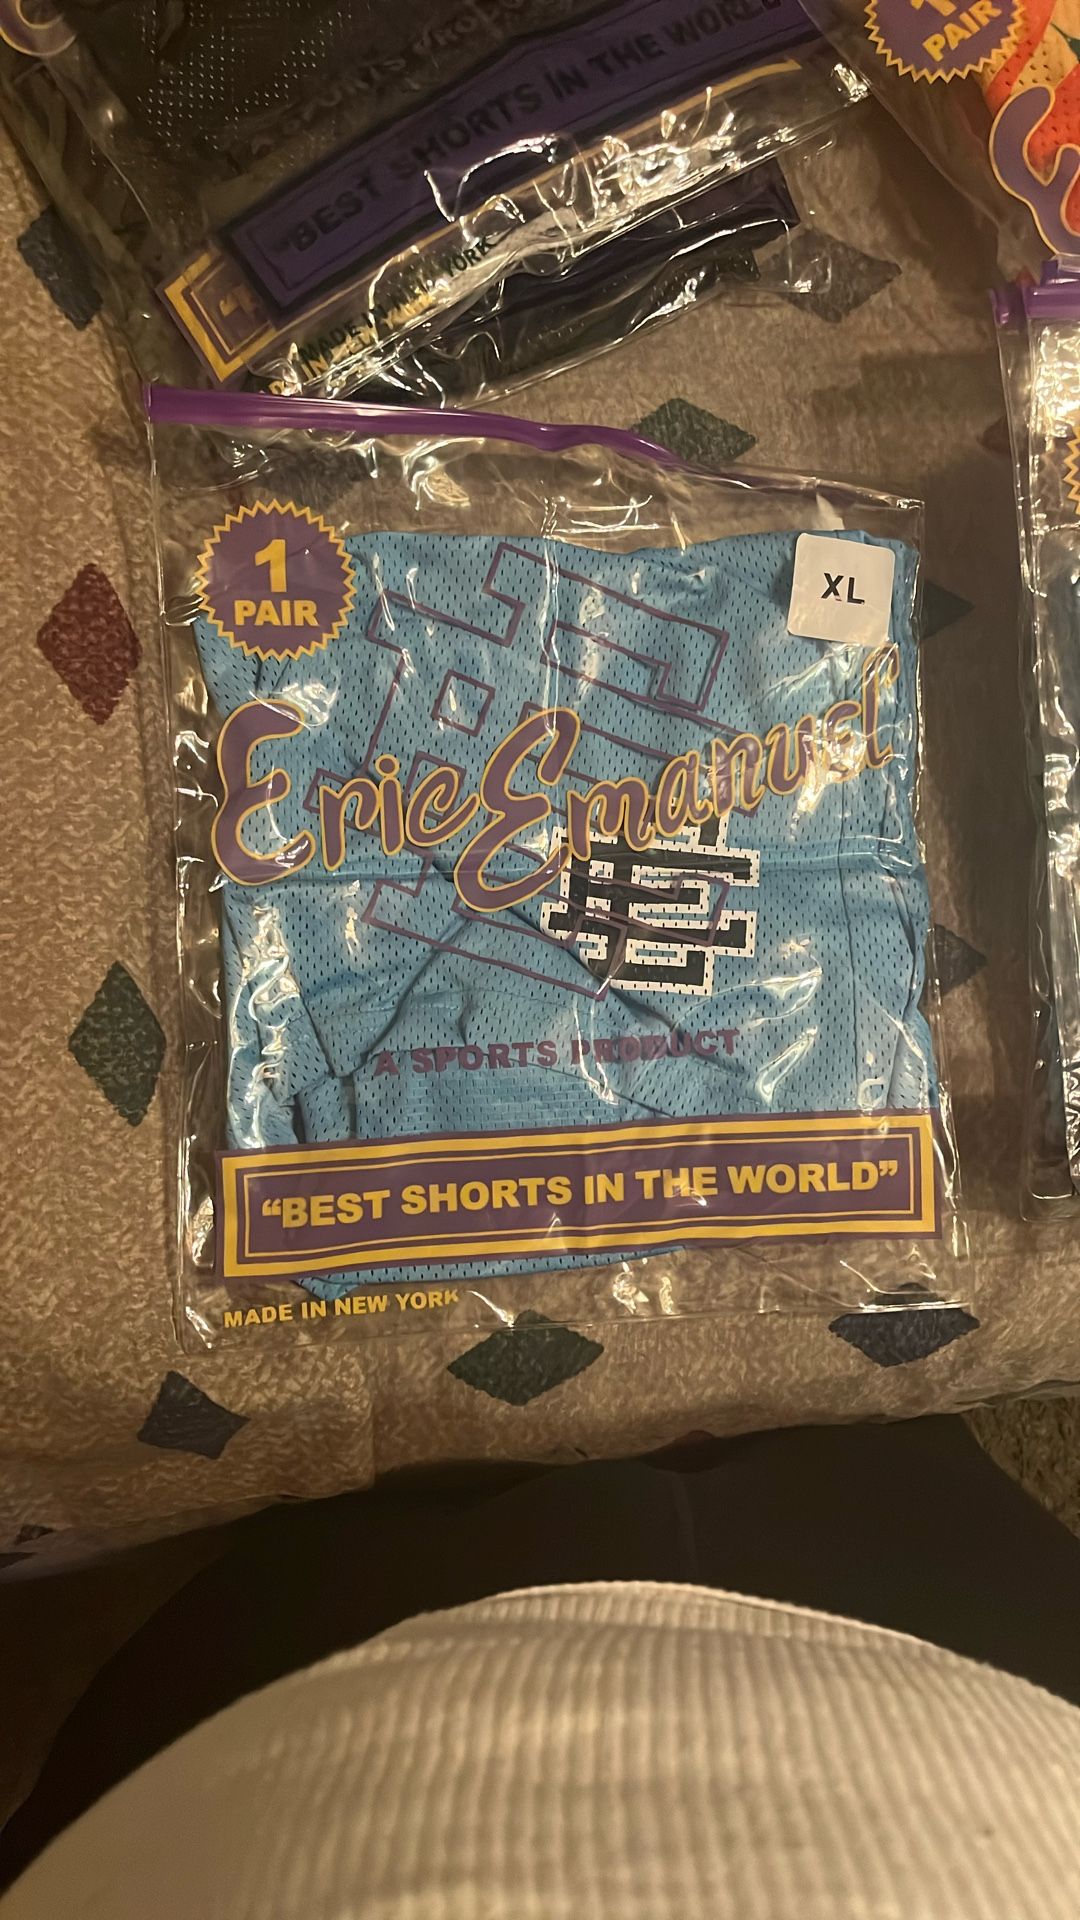 PAIR
"BEST SHORTS IN THE WORLD
MADE IN NEW YORK
1
PAIR
XL
Eric Emanuel
EE
A SPORTS PRODUCT
"BEST SHORTS IN THE WORLD"
MADE IN NEW YORK